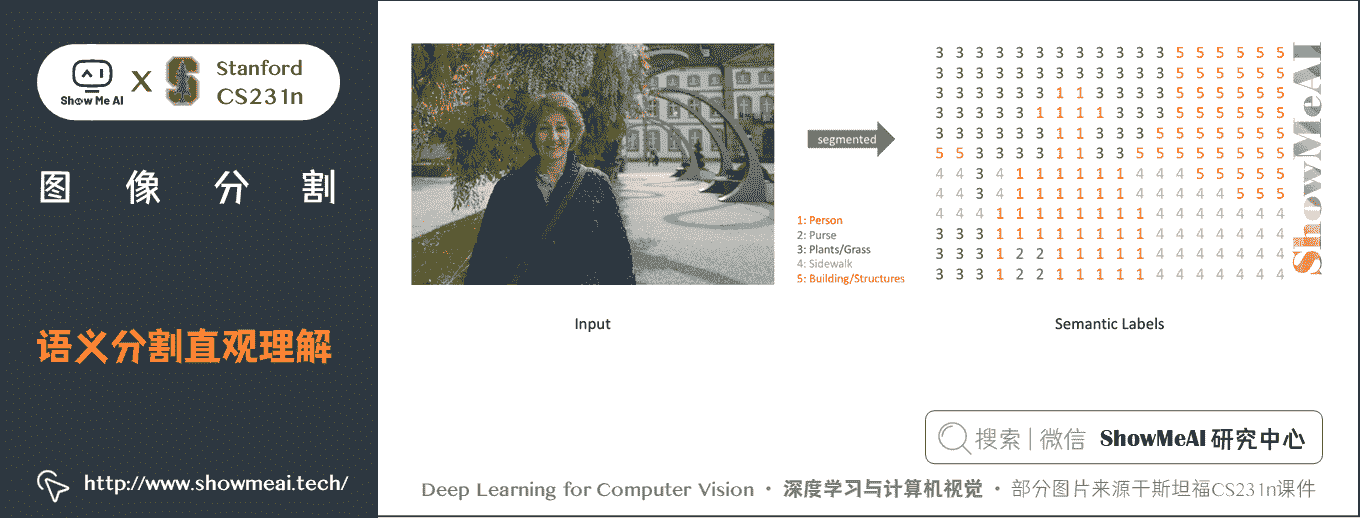 Show Me AI
X
Stanford
CS231n
图像分割
语义分割直观理解
http://www.showmeai.tech/
segmented
1: Person
2: Purse
3: Plants/Grass
4: Sidewalk
5: Building/Structures
3 3 3 3 3 3 3 3 3 3 3 3 5 5 5 5 5 5
3 3 3 3 3 3 3 3 3 3 3 3 5 5 5 5 5 5
3 3 3 3 3 3 1 1 3 3 3 3 5 5 5 5 5 5
3 3 3 3 3 1 1 1 1 3 3 3 5 5 5 5 5 5
3 3 3 3 3 3 1 1 3 3 3 5 5 5 5 5 5 5
5 5 3 3 3 3 1 1 3 3 5 5 5 5 5 5 5 5
4 4 3 4 1 1 1 1 1 1 4 4 4 5 5 5 5 5
4 4 3 4 1 1 1 1 1 1 4 4 4 4 4 5 5 5
4 4 4 1 1 1 1 1 1 1 1 4 4 4 4 4 4 4
3 3 3 1 1 1 1 1 1 1 1 4 4 4 4 4 4 4
3 3 3 1 2 2 1 1 1 1 1 4 4 4 4 4 4 4
3 3 3 1 2 2 1 1 1 1 1 4 4 4 4 4 4 4
ShowMeAI
Input
Semantic Labels
搜索 | 微信 ShowMeAI 研究中心
Deep Learning for Computer Vision · 深度学习与计算机视觉 · 部分图片来源于斯坦福CS231n课件